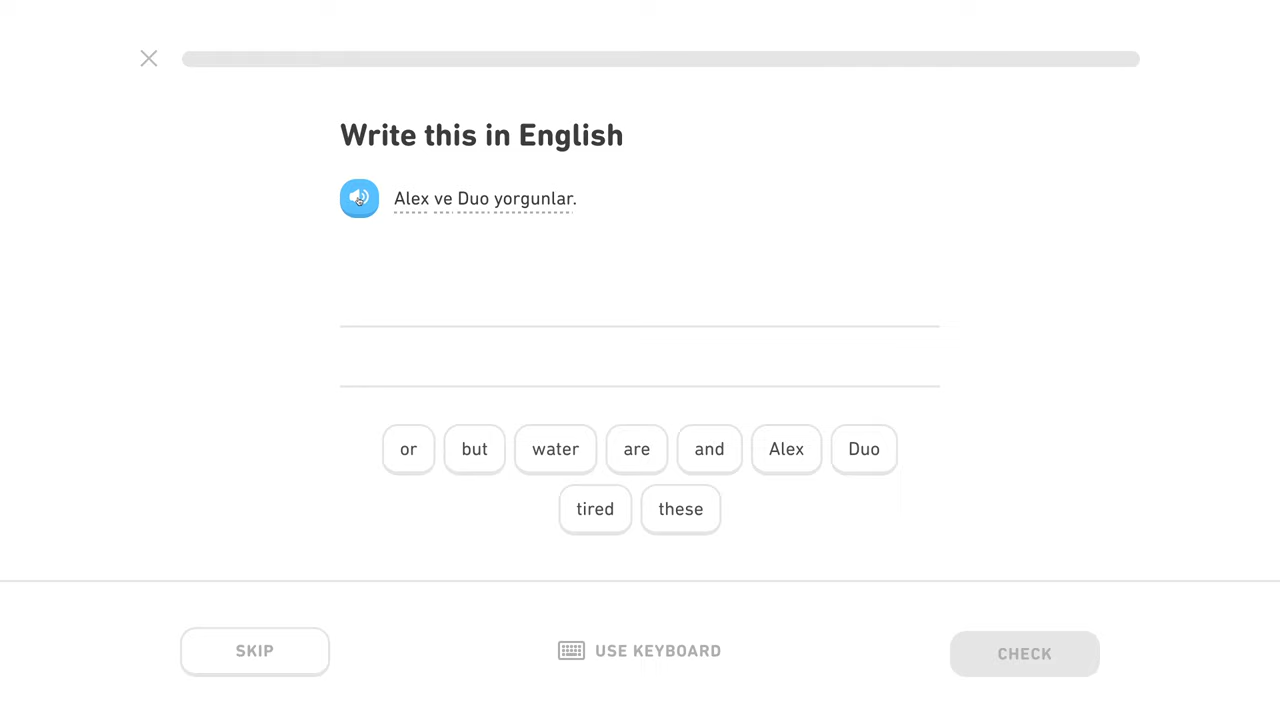 Write this in English
Alex ve Duo yorgunlar.
or but water are and Alex Duo
tired these
SKIP USE KEYBOARD CHECK